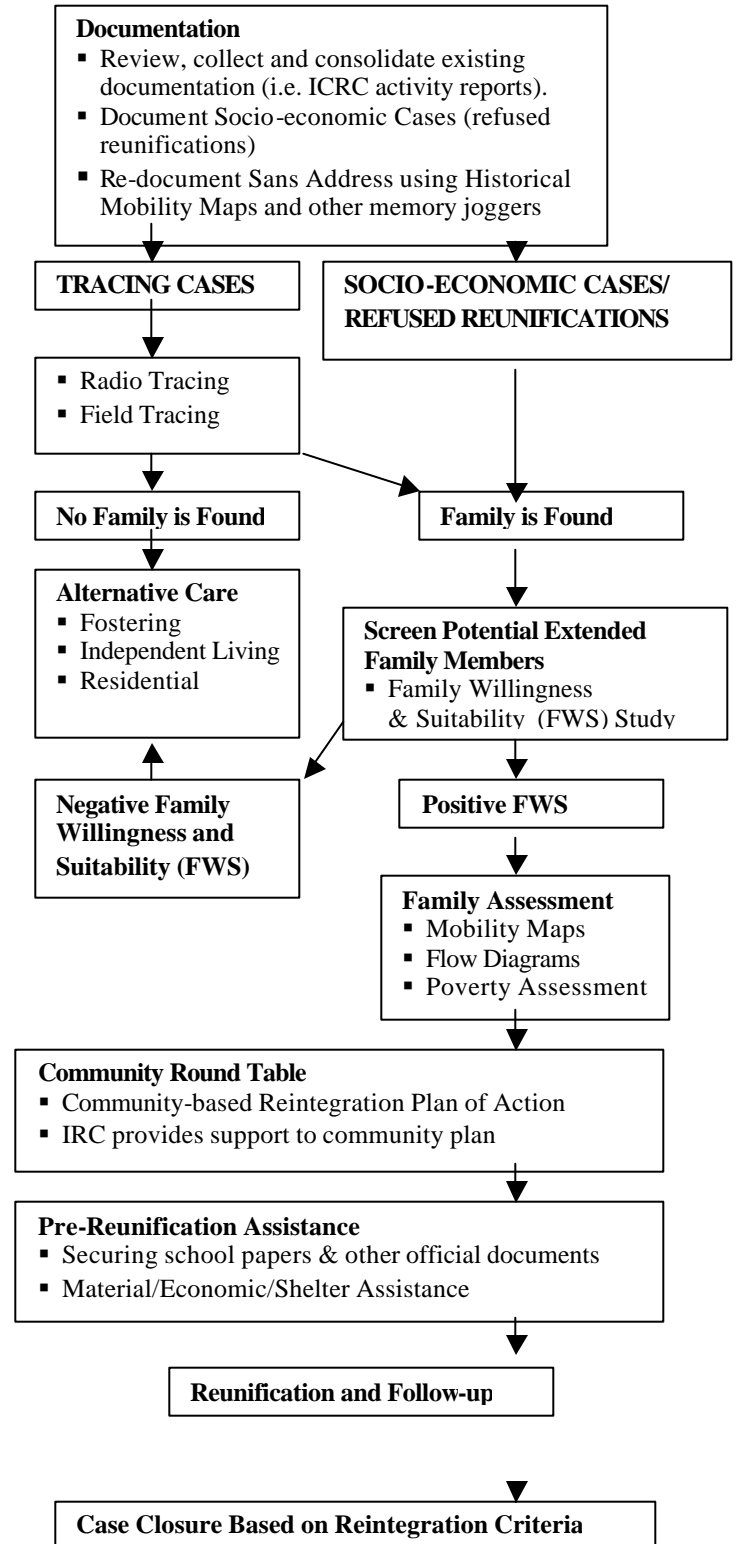 Documentation
▪ Review, collect and consolidate existing
documentation (i.e. ICRC activity reports).
▪ Document Socio-economic Cases (refused
reunifications)
▪ Re-document Sans Address using Historical
Mobility Maps and other memory joggers
TRACING CASES
SOCIO-ECONOMIC CASES/
REFUSED REUNIFICATIONS
▪ Radio Tracing
▪ Field Tracing
No Family is Found
Family is Found
Alternative Care
▪ Fostering
▪ Independent Living
▪ Residential
Screen Potential Extended
Family Members
▪ Family Willingness
& Suitability (FWS) Study
Negative Family
Willingness and
Suitability (FWS)
Positive FWS
Family Assessment
▪ Mobility Maps
▪ Flow Diagrams
▪ Poverty Assessment
Community Round Table
▪ Community-based Reintegration Plan of Action
▪ IRC provides support to community plan
Pre-Reunification Assistance
▪ Securing school papers & other official documents
▪ Material/Economic/Shelter Assistance
Reunification and Follow-up
Case Closure Based on Reintegration Criteria